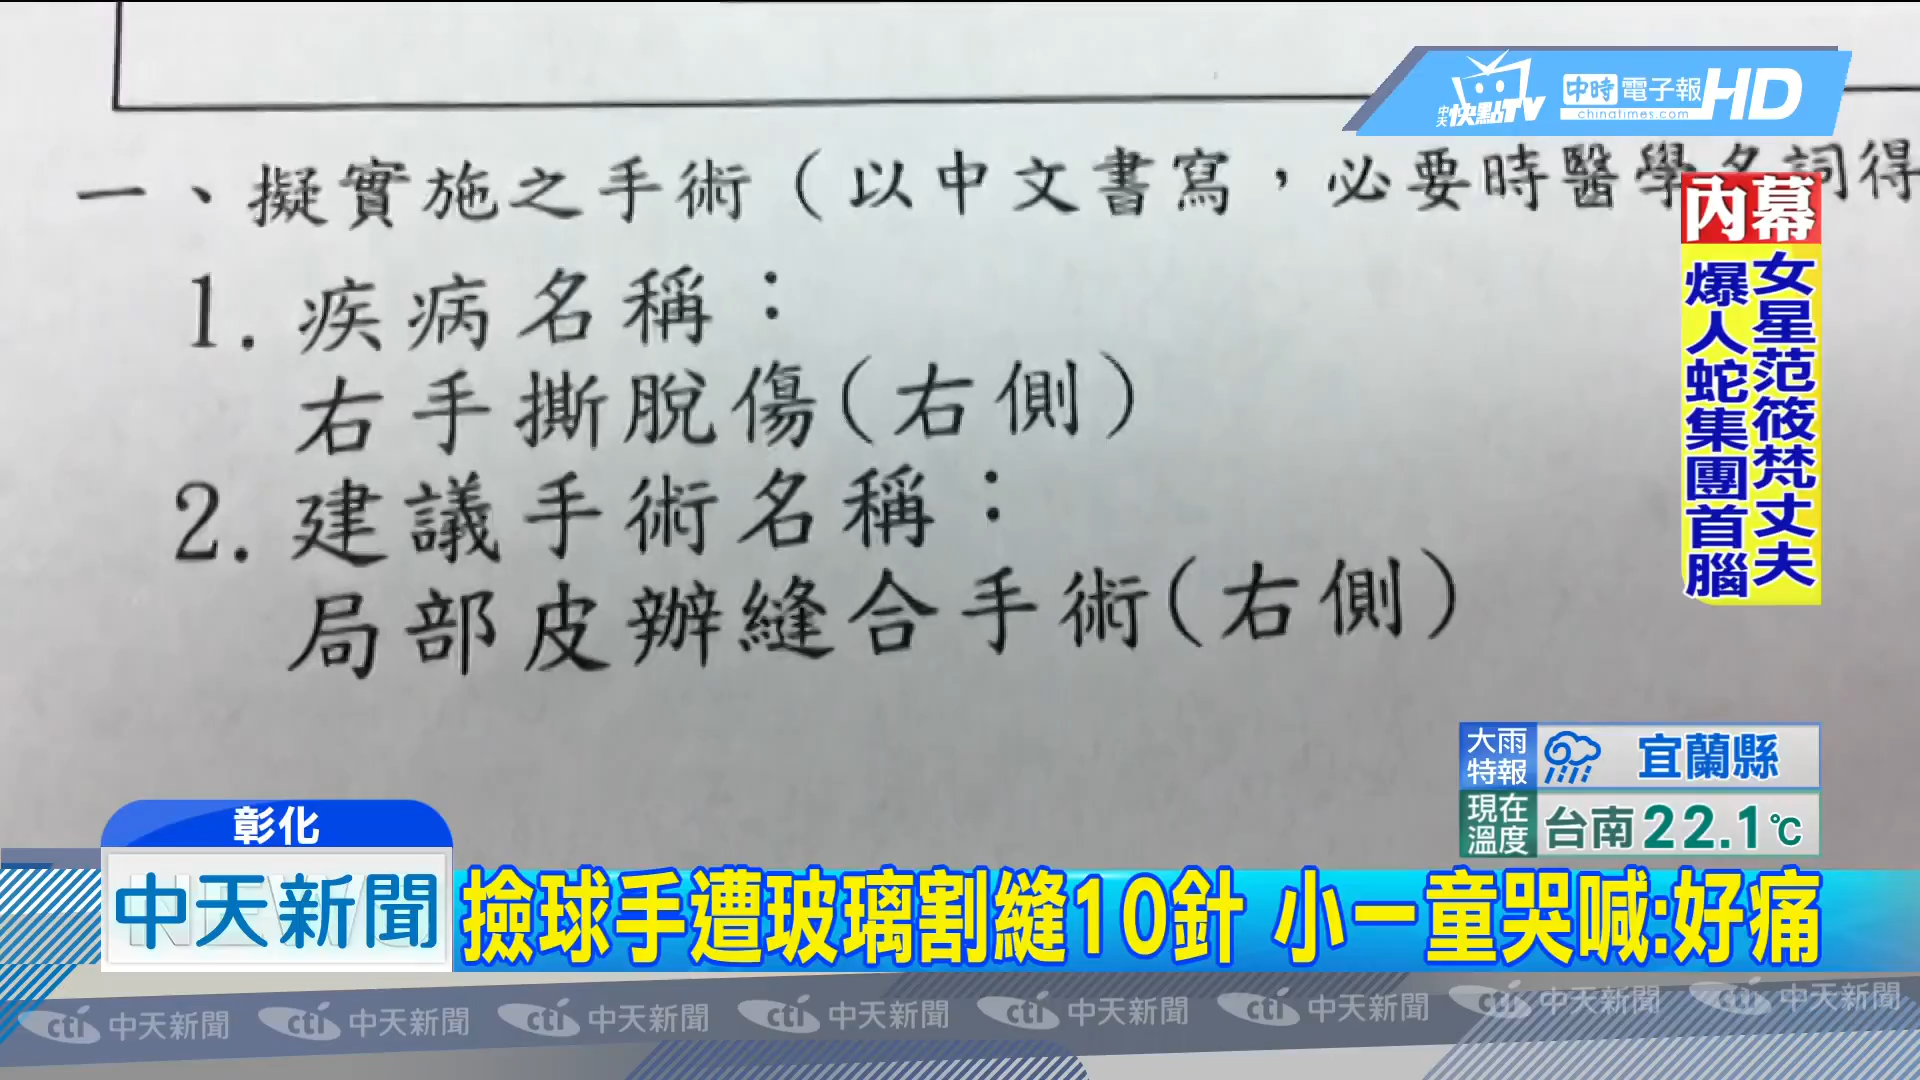 中天快點TV 中時電子報 HD
chinatimes.com
一、擬實施之手術（以中文書寫，必要時醫學名詞得
1.疾病名稱：
右手撕脫傷(右側)
2.建議手術名稱：
局部皮辦縫合手術(右側)
內幕
女星范筱梵丈夫
爆人蛇集團首腦
大雨特報 宜蘭縣
現在溫度 台南22.1℃
彰化
中天新聞
NEWS
撿球手遭玻璃割縫10針 小一童哭喊:好痛
cti 中天新聞 cti 中天新聞 cti 中天新聞 cti 中天新聞 cti 中天新聞 cti 中天新聞 cti 中天新聞 cti 中天新聞